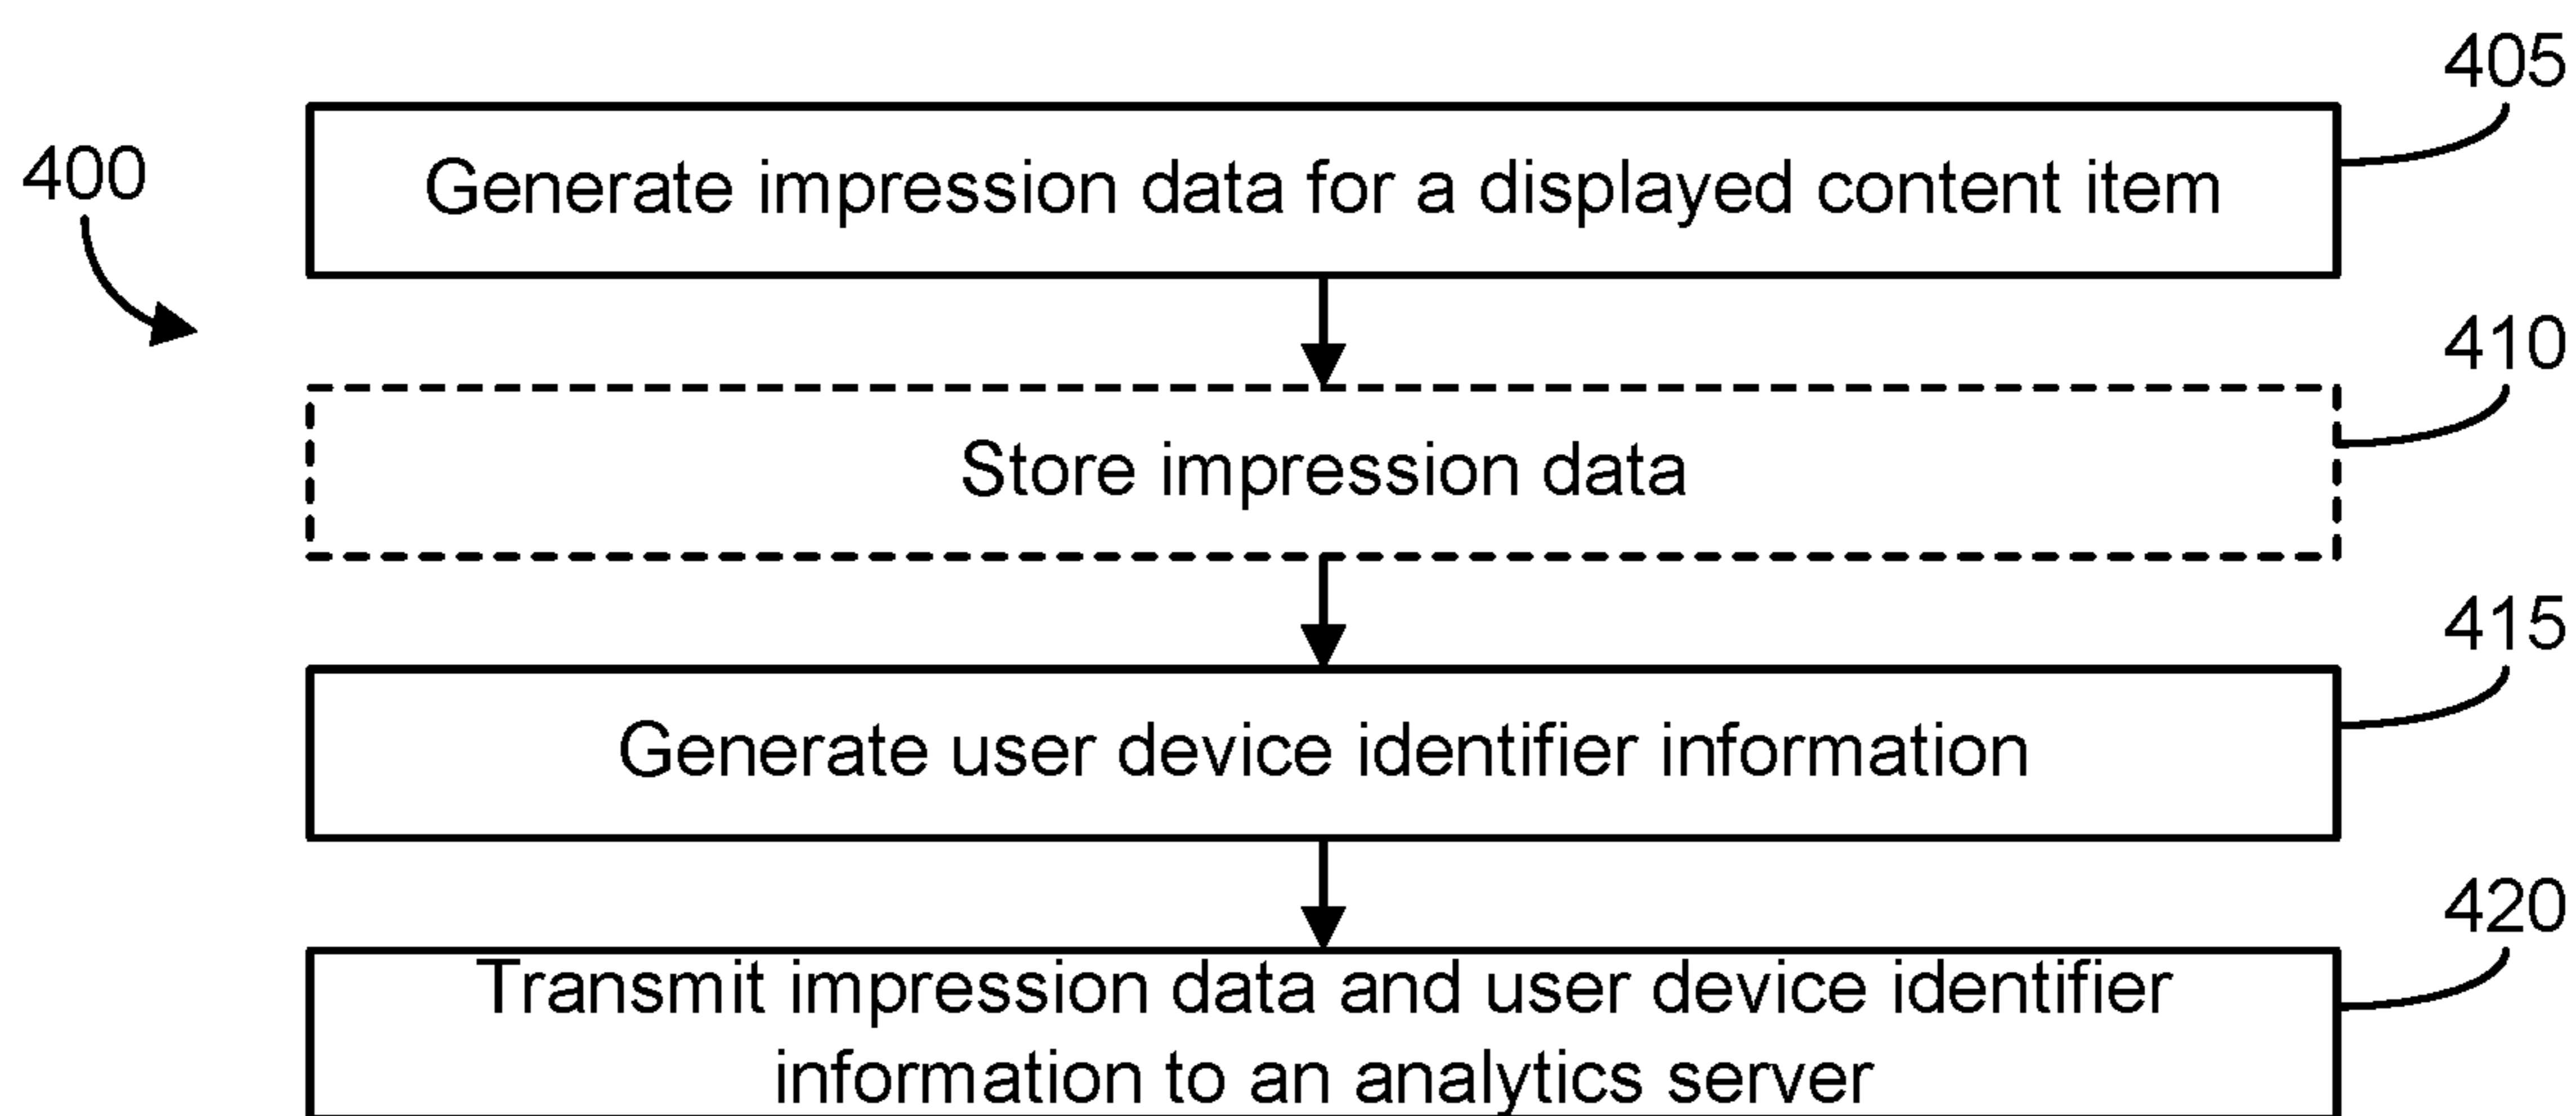 405
400
Generate impression data for a displayed content item
410
Store impression data
415
Generate user device identifier information
420
Transmit impression data and user device identifier
information to an analytics server